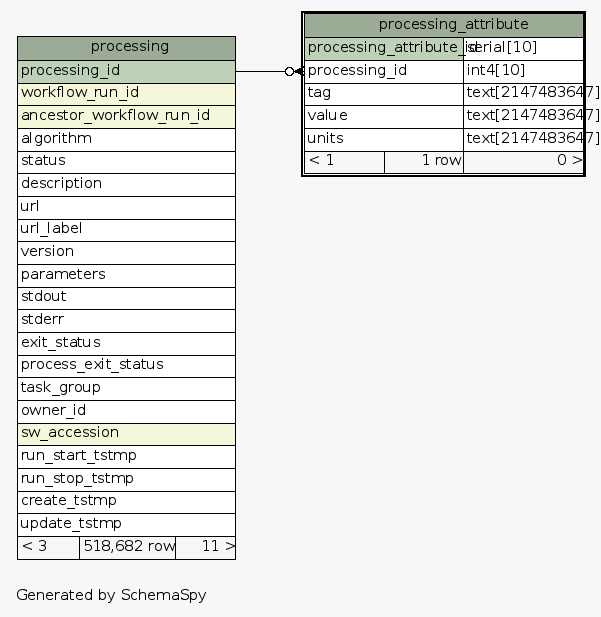 processing_attribute
processing_attribute_id serial[10]
processing_id int4[10]
tag text[2147483647]
value text[2147483647]
units text[2147483647]
< 1 1 row 0 >
processing
processing_id
workflow_run_id
ancestor_workflow_run_id
algorithm
status
description
url
url_label
version
parameters
stdout
stderr
exit_status
process_exit_status
task_group
owner_id
sw_accession
run_start_tstmp
run_stop_tstmp
create_tstmp
update_tstmp
< 3 518,682 row 11 >
Generated by SchemaSpy